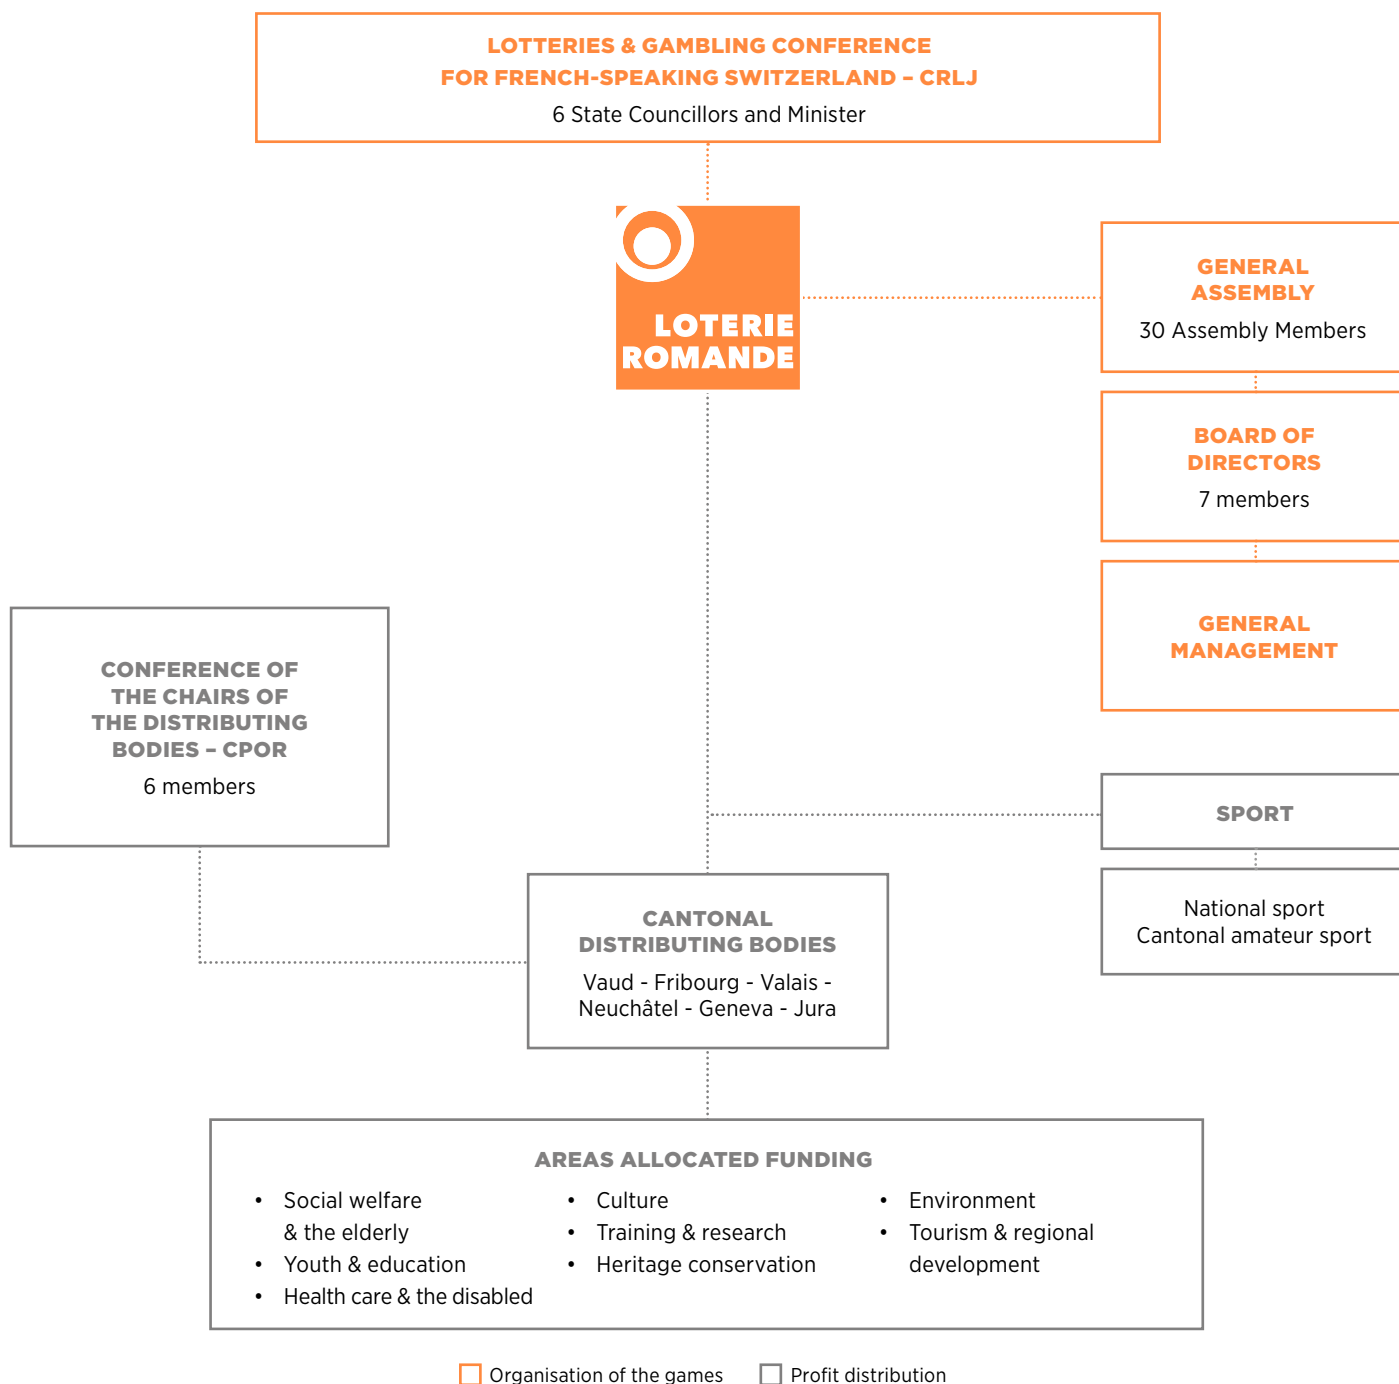 LOTTERIES & GAMBLING CONFERENCE
FOR FRENCH-SPEAKING SWITZERLAND – CRLJ
6 State Councillors and Minister
LOTERIE
ROMANDE
GENERAL
ASSEMBLY
30 Assembly Members
BOARD OF
DIRECTORS
7 members
GENERAL
MANAGEMENT
CONFERENCE OF
THE CHAIRS OF
THE DISTRIBUTING
BODIES – CPOR
6 members
SPORT
National sport
Cantonal amateur sport
CANTONAL
DISTRIBUTING BODIES
Vaud - Fribourg - Valais -
Neuchâtel - Geneva - Jura
AREAS ALLOCATED FUNDING
• Social welfare
& the elderly
• Youth & education
• Health care & the disabled
• Culture
• Training & research
• Heritage conservation
• Environment
• Tourism & regional
development
Organisation of the games
Profit distribution